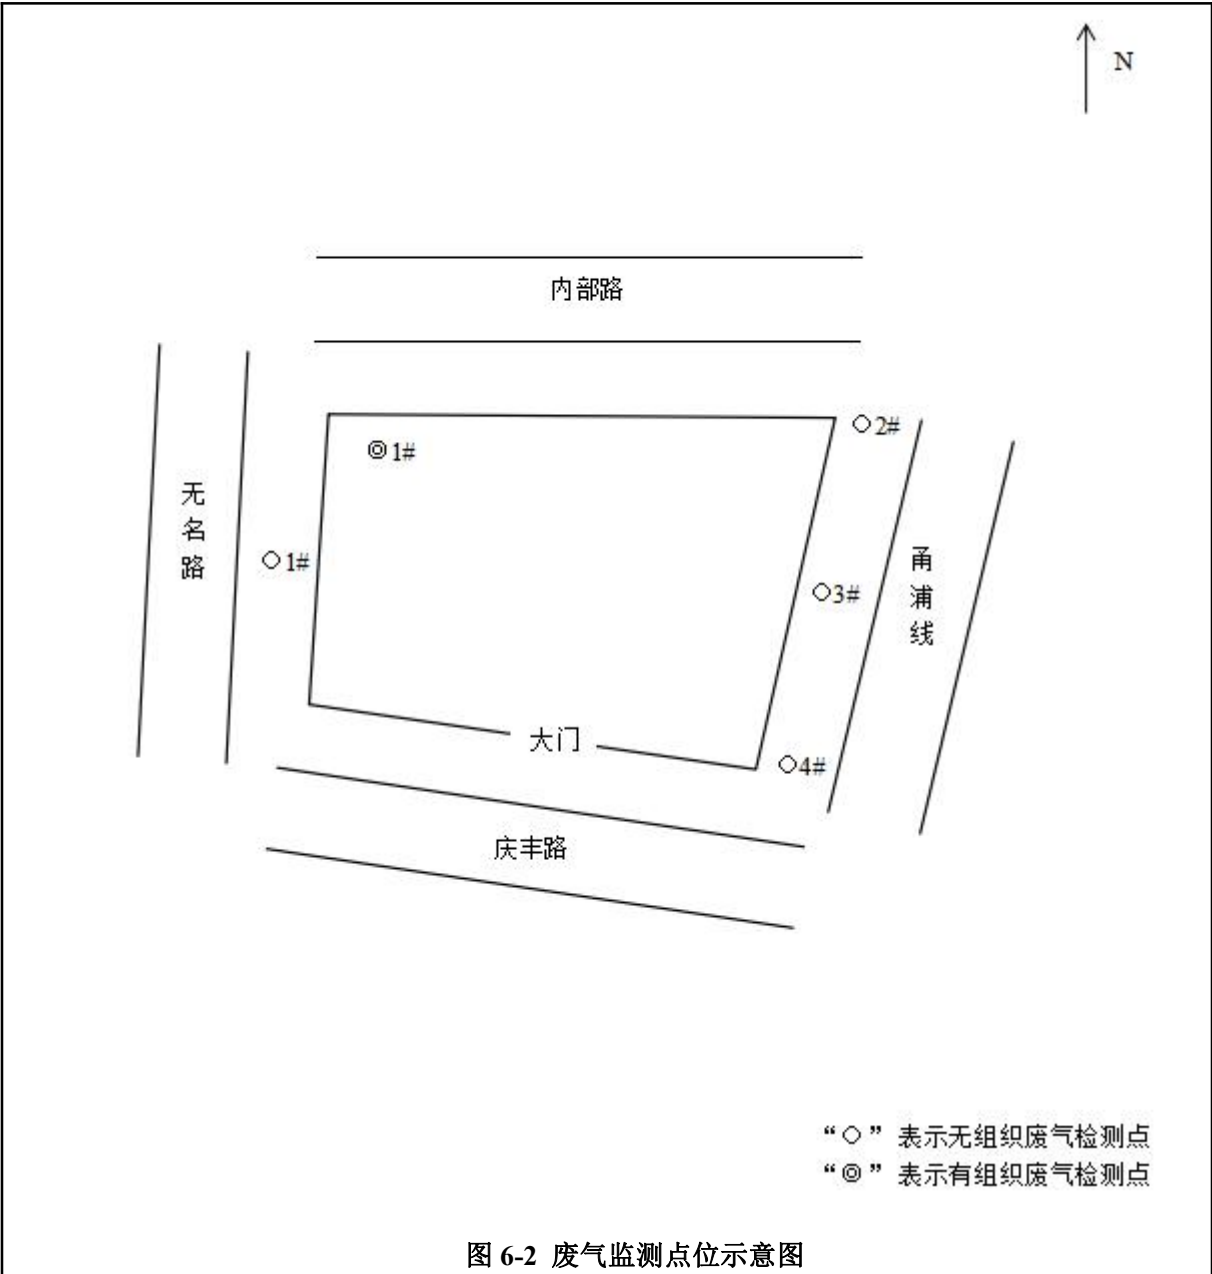 N
内部路
◎1#
○2#
无名路
○1#
○3#
甬浦线
大门
○4#
庆丰路
“○”表示无组织废气检测点
“◎”表示有组织废气检测点
图 6-2 废气监测点位示意图